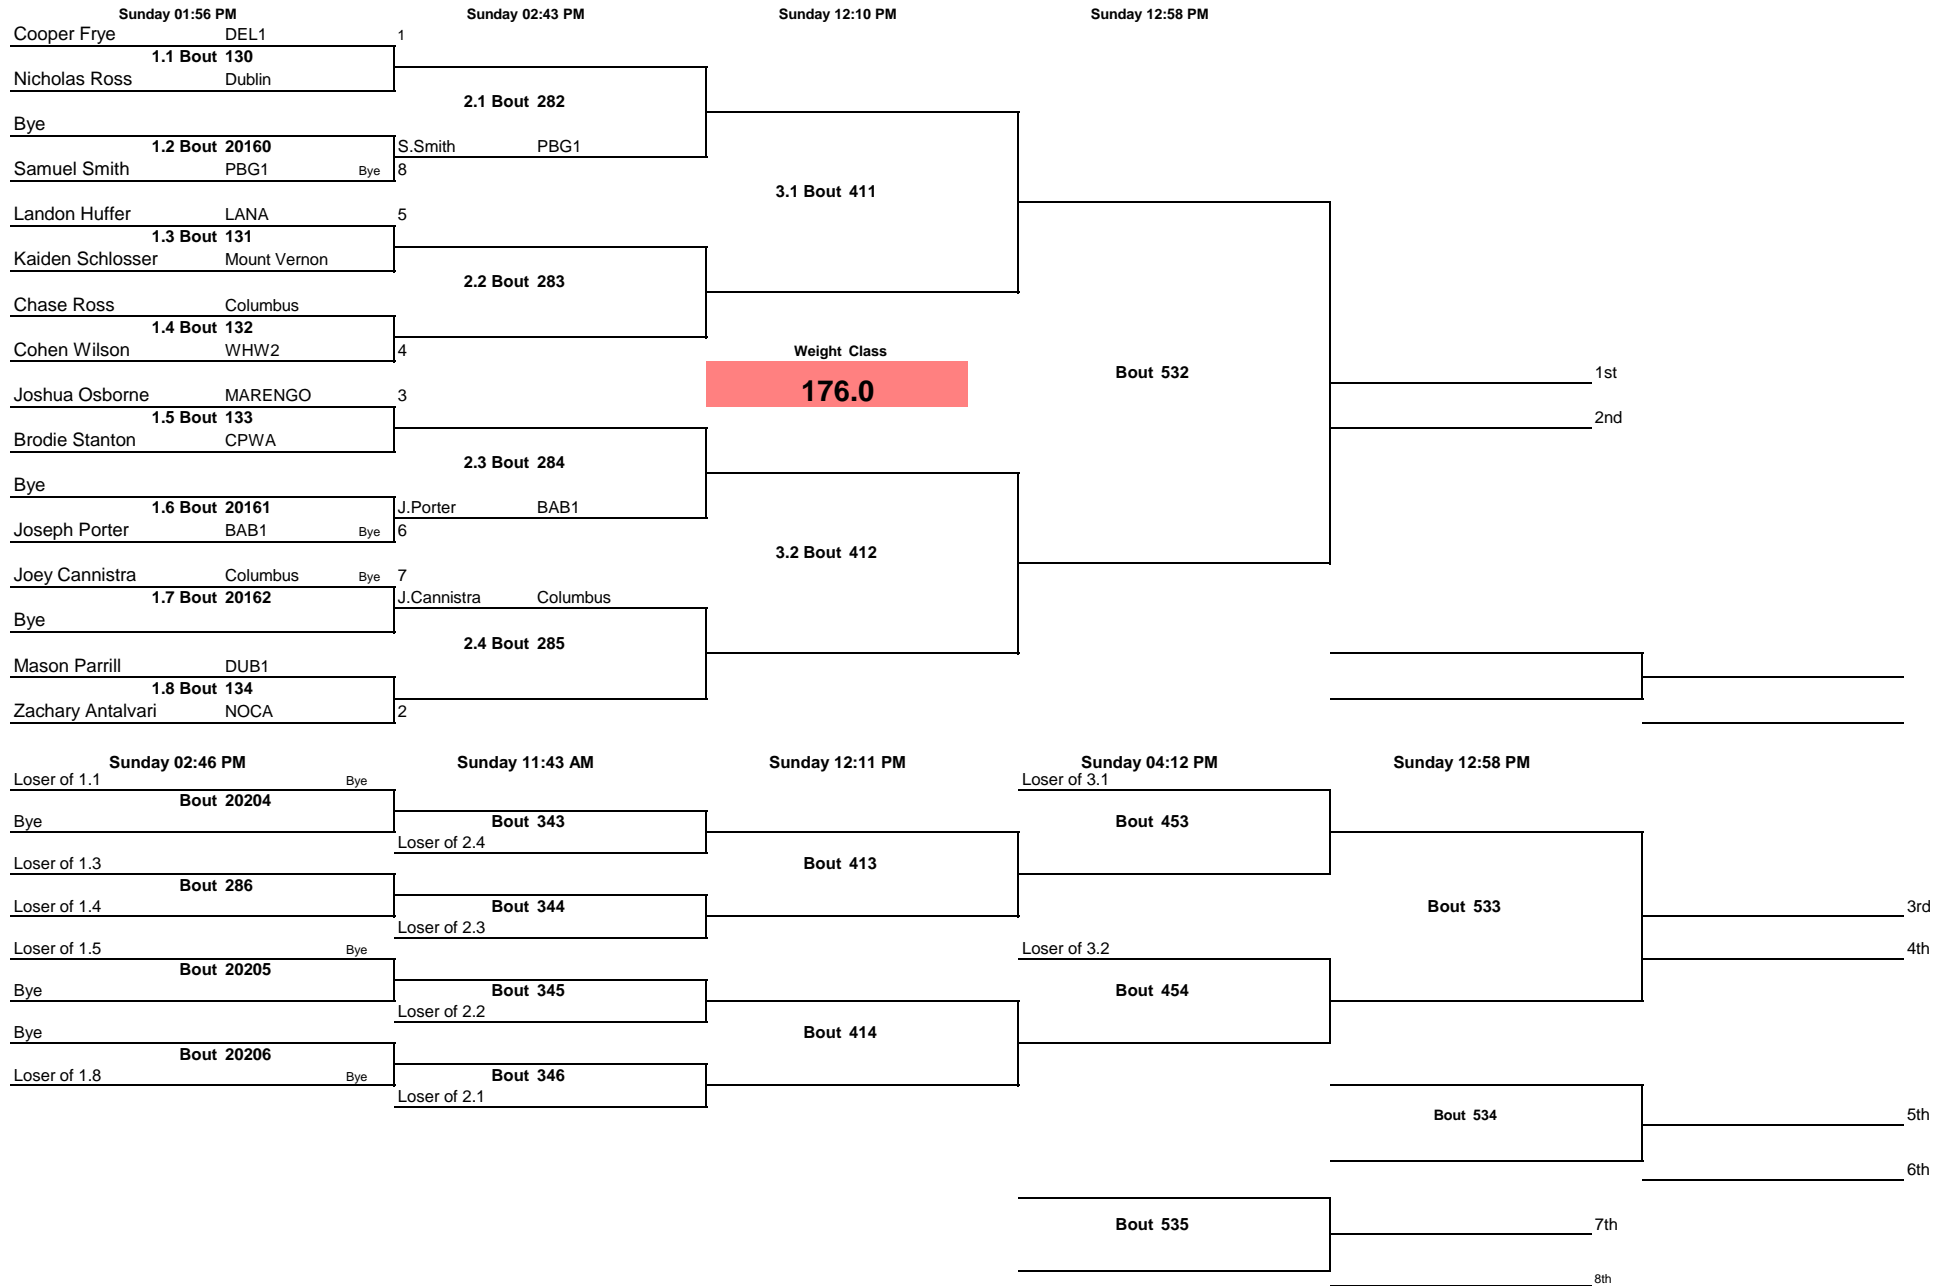 Sunday 01:56 PM Sunday 02:43 PM Sunday 12:10 PM Sunday 12:58 PM
Cooper Frye DEL1 1
1.1 Bout 130
Nicholas Ross Dublin
2.1 Bout 282
Bye
1.2 Bout 20160 S.Smith PBG1
Samuel Smith PBG1 Bye 8
3.1 Bout 411
Landon Huffer LANA 5
1.3 Bout 131
Kaiden Schlosser Mount Vernon
2.2 Bout 283
Chase Ross Columbus
1.4 Bout 132
Cohen Wilson WHW2 4 Weight Class
Bout 532 1st
Joshua Osborne MARENGO 3 176.0
1.5 Bout 133 2nd
Brodie Stanton CPWA
2.3 Bout 284
Bye
1.6 Bout 20161 J.Porter BAB1
Joseph Porter BAB1 Bye 6
3.2 Bout 412
Joey Cannistra Columbus Bye 7
1.7 Bout 20162 J.Cannistra Columbus
Bye
2.4 Bout 285
Mason Parrill DUB1
1.8 Bout 134
Zachary Antalvari NOCA 2
Sunday 02:46 PM Sunday 11:43 AM Sunday 12:11 PM Sunday 04:12 PM Sunday 12:58 PM
Loser of 1.1 Bye Loser of 3.1
Bout 20204
Bye Bout 343 Bout 453
Loser of 2.4
Loser of 1.3 Bout 413
Bout 286
Loser of 1.4 Bout 344 Bout 533 3rd
Loser of 2.3
Loser of 1.5 Bye Loser of 3.2 4th
Bout 20205
Bye Bout 345 Bout 454
Loser of 2.2
Bye Bout 414
Bout 20206
Loser of 1.8 Bye Bout 346
Loser of 2.1
Bout 534 5th
6th
Bout 535 7th
8th